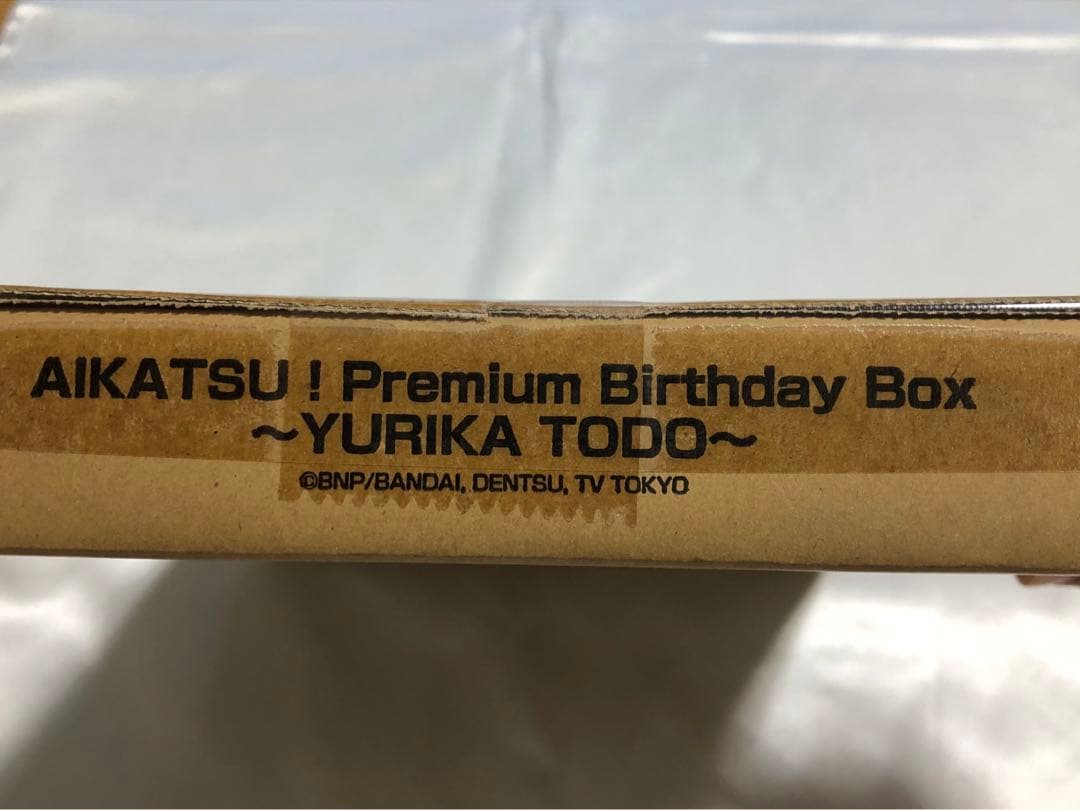 AIKATSU ! Premium Birthday Box
～YURIKA TODO～
©BNP/BANDAI, DENTSU, TV TOKYO